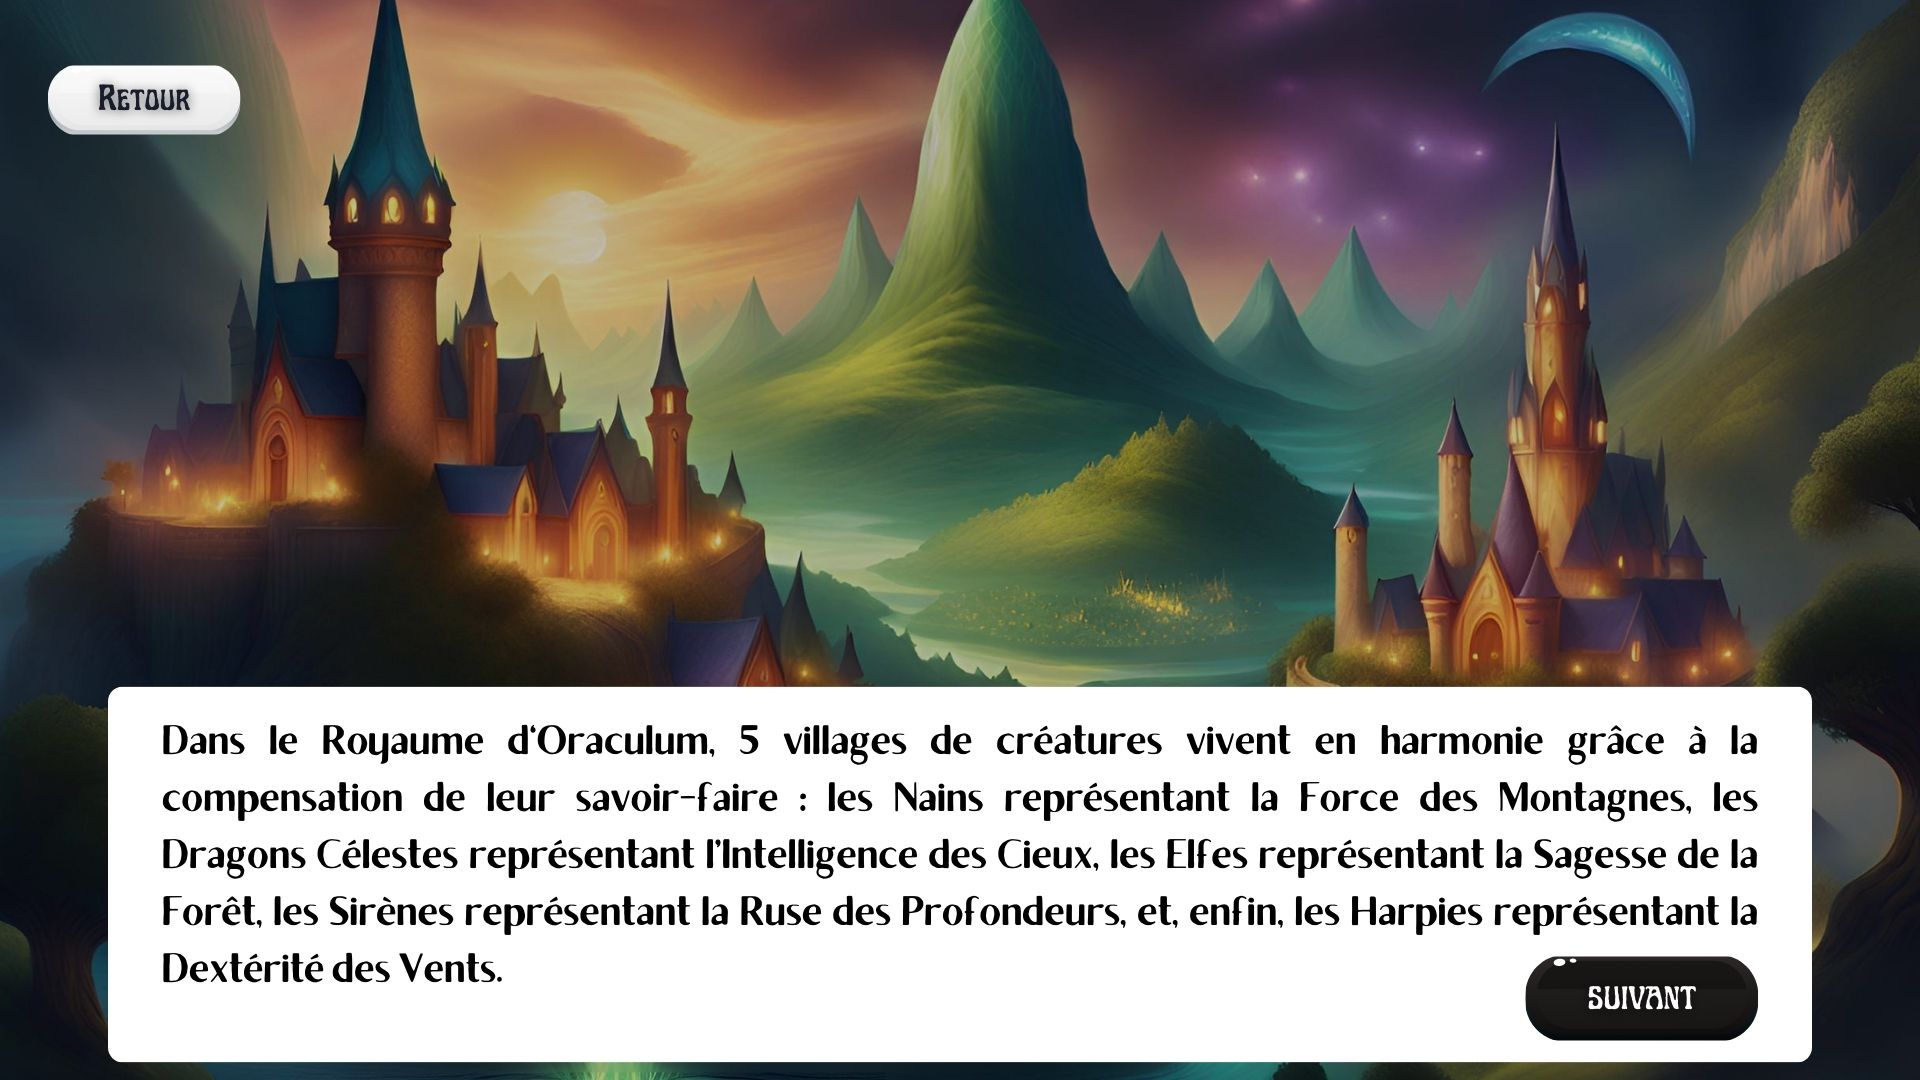 Retour
Dans le Royaume d‘Oraculum, 5 villages de créatures vivent en harmonie grâce à la
compensation de leur savoir-faire : les Nains représentant la Force des Montagnes, les
Dragons Célestes représentant l’Intelligence des Cieux, les Elfes représentant la Sagesse de la
Forêt, les Sirènes représentant la Ruse des Profondeurs, et, enfin, les Harpies représentant la
Dextérité des Vents.
SUIVANT